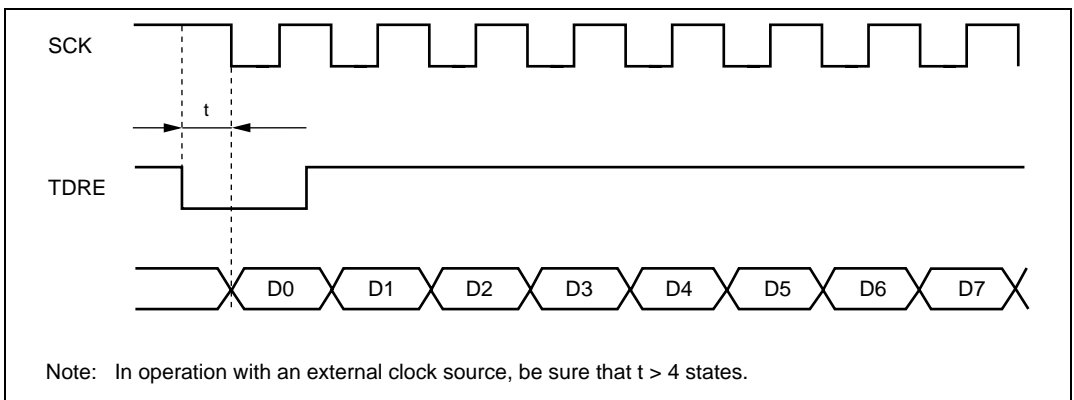 SCK
t
TDRE
D0 D1 D2 D3 D4 D5 D6 D7
Note: In operation with an external clock source, be sure that t > 4 states.